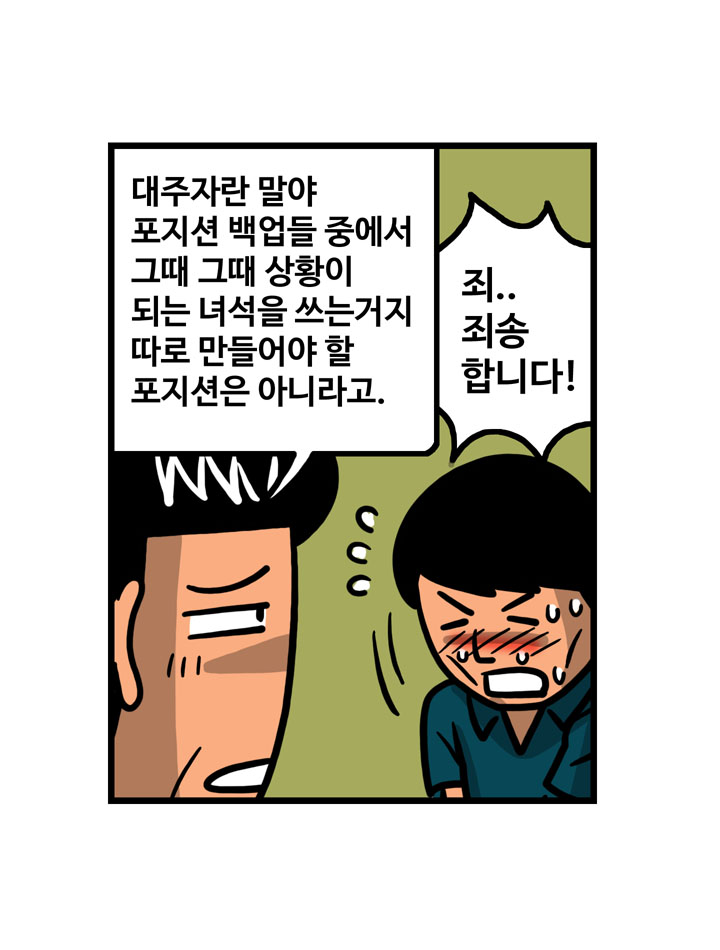 대주자란 말야
포지션 백업들 중에서
그때 그때 상황이
되는 녀석을 쓰는거지
따로 만들어야 할
포지션은 아니라고.
죄..
죄송
합니다!